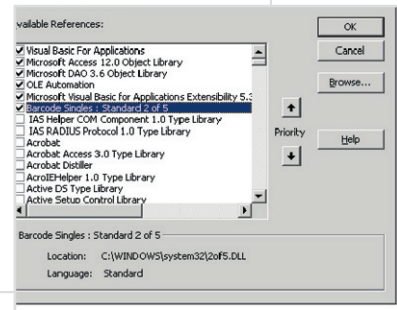 vailable References:
Visual Basic For Applications
Microsoft Access 12.0 Object Library
Microsoft DAO 3.6 Object Library
OLE Automation
Microsoft Visual Basic for Applications Extensibility 5.3
Barcode Singles : Standard 2 of 5
IAS Helper COM Component 1.0 Type Library
IAS RADIUS Protocol 1.0 Type Library
Acrobat
Acrobat Access 3.0 Type Library
Acrobat Distiller
AcroIEHelper 1.0 Type Library
Active DS Type Library
Active Setup Control Library
OK
Cancel
Browse...
Priority
Help
Barcode Singles : Standard 2 of 5
Location: C:\WINDOWS\system32\2of5.DLL
Language: Standard